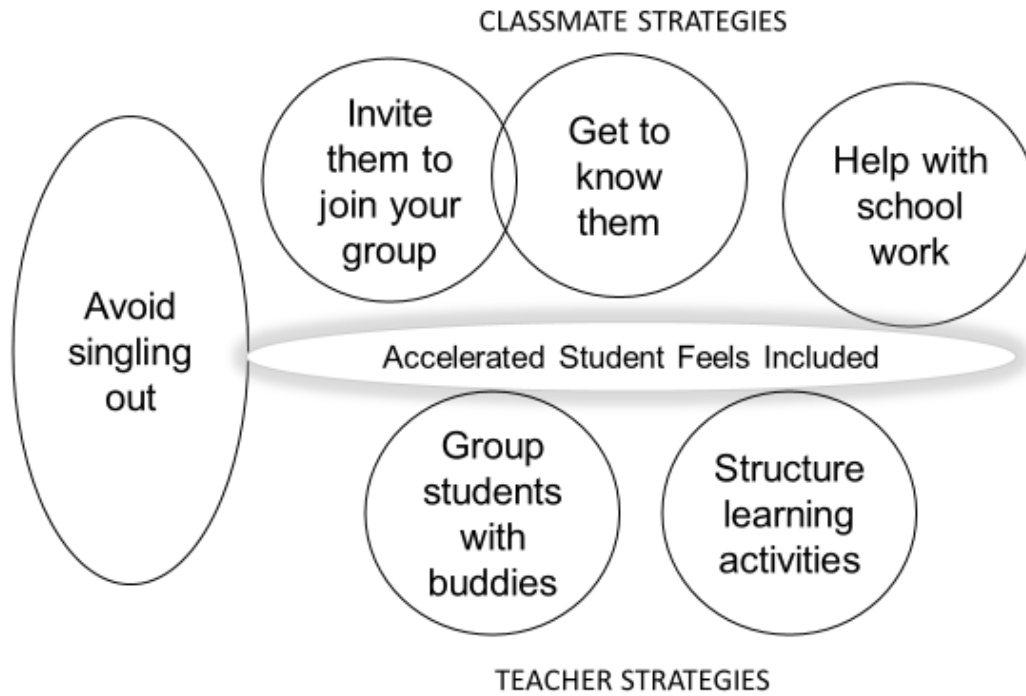 CLASSMATE STRATEGIES
Invite
them to
join your
group
Get to
know
them
Help with
school
work
Avoid
singling
out
Accelerated Student Feels Included
Group
students
with
buddies
Structure
learning
activities
TEACHER STRATEGIES